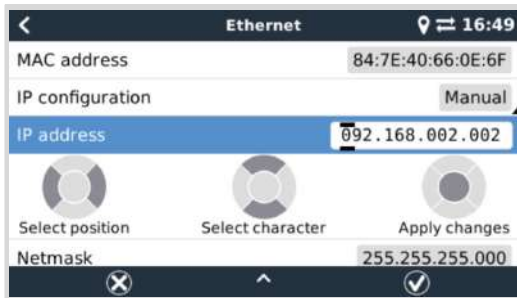 Ethernet 16:49
MAC address 84:7E:40:66:0E:6F
IP configuration Manual
IP address 092.168.002.002
Select position Select character Apply changes
Netmask 255.255.255.000